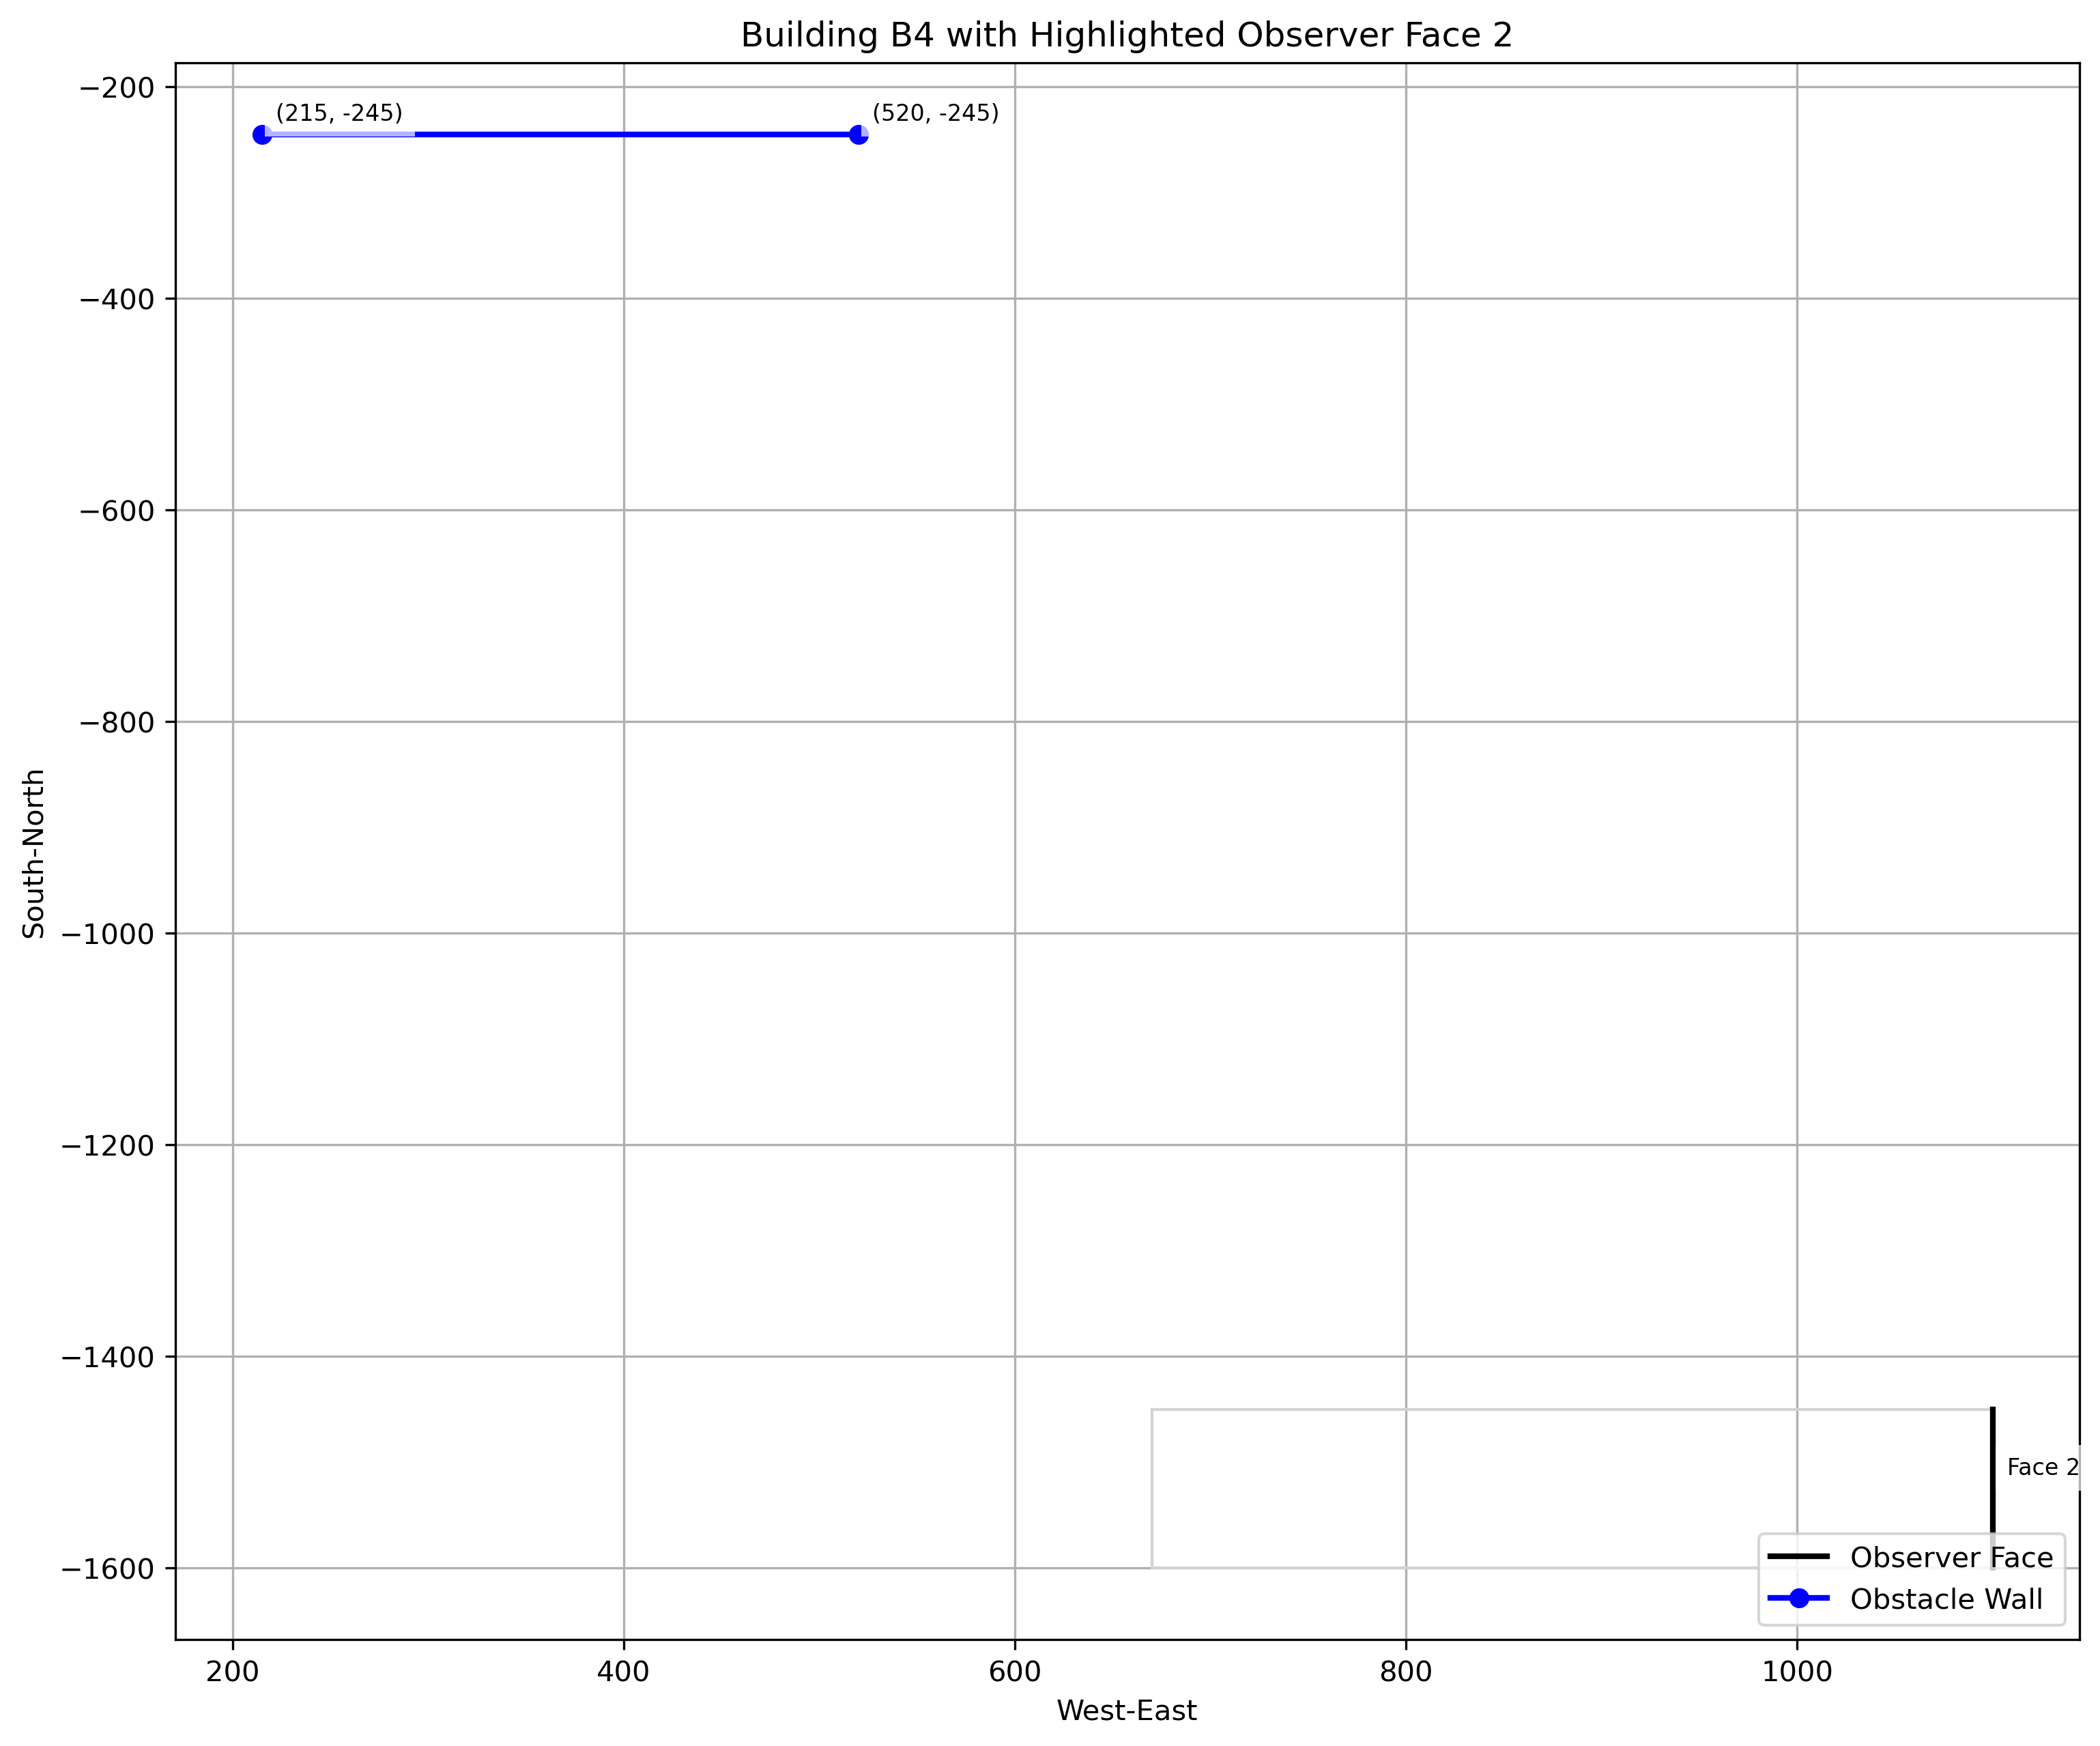 Building B4 with Highlighted Observer Face 2
−200
(215, -245)
(520, -245)
−400
−600
−800
South-North
−1000
−1200
−1400
Face 2
−1600
Observer Face
Obstacle Wall
200
400
600
800
1000
West-East